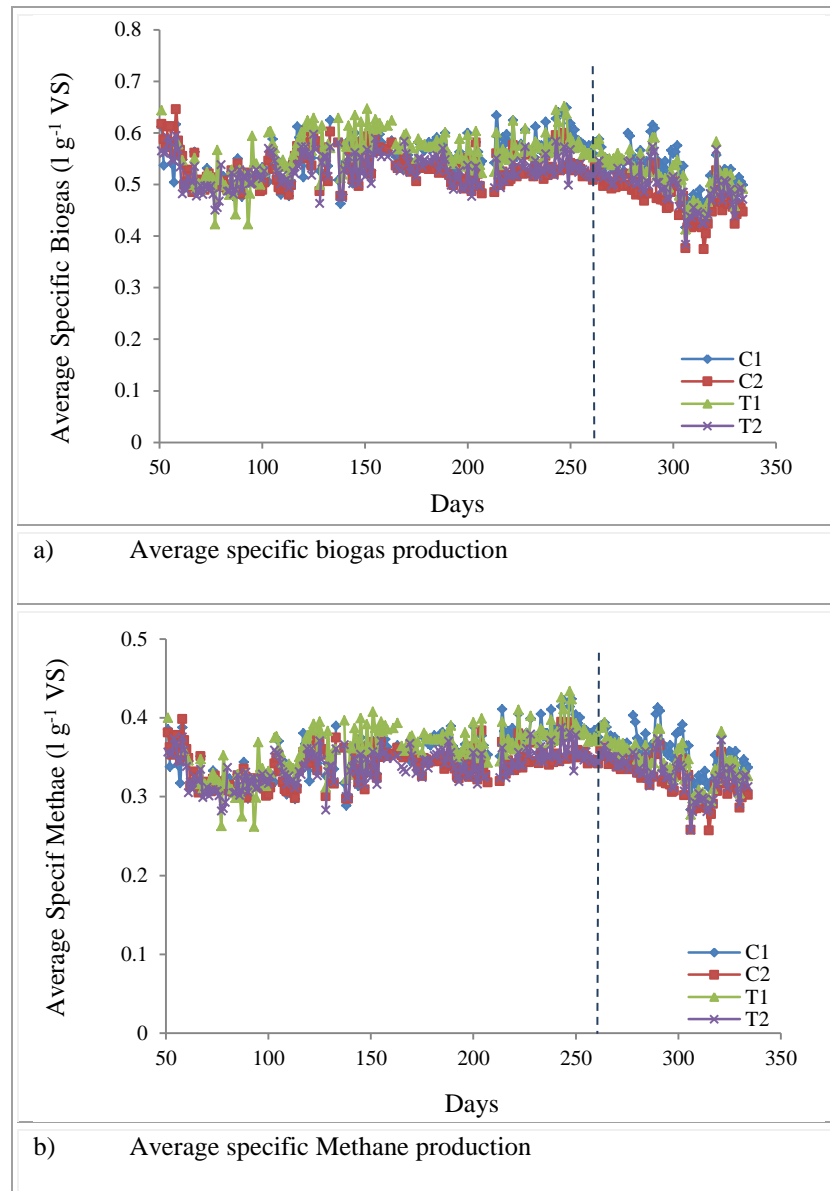 0.8
0.7
0.6
0.5
0.4
0.3
0.2
0.1
0
Average Specific Biogas (l g-1 VS)
50 100 150 200 250 300 350
Days
C1
C2
T1
T2
a) Average specific biogas production
0.5
0.4
0.3
0.2
0.1
0
Average Specif Methae (l g-1 VS)
50 100 150 200 250 300 350
Days
C1
C2
T1
T2
b) Average specific Methane production